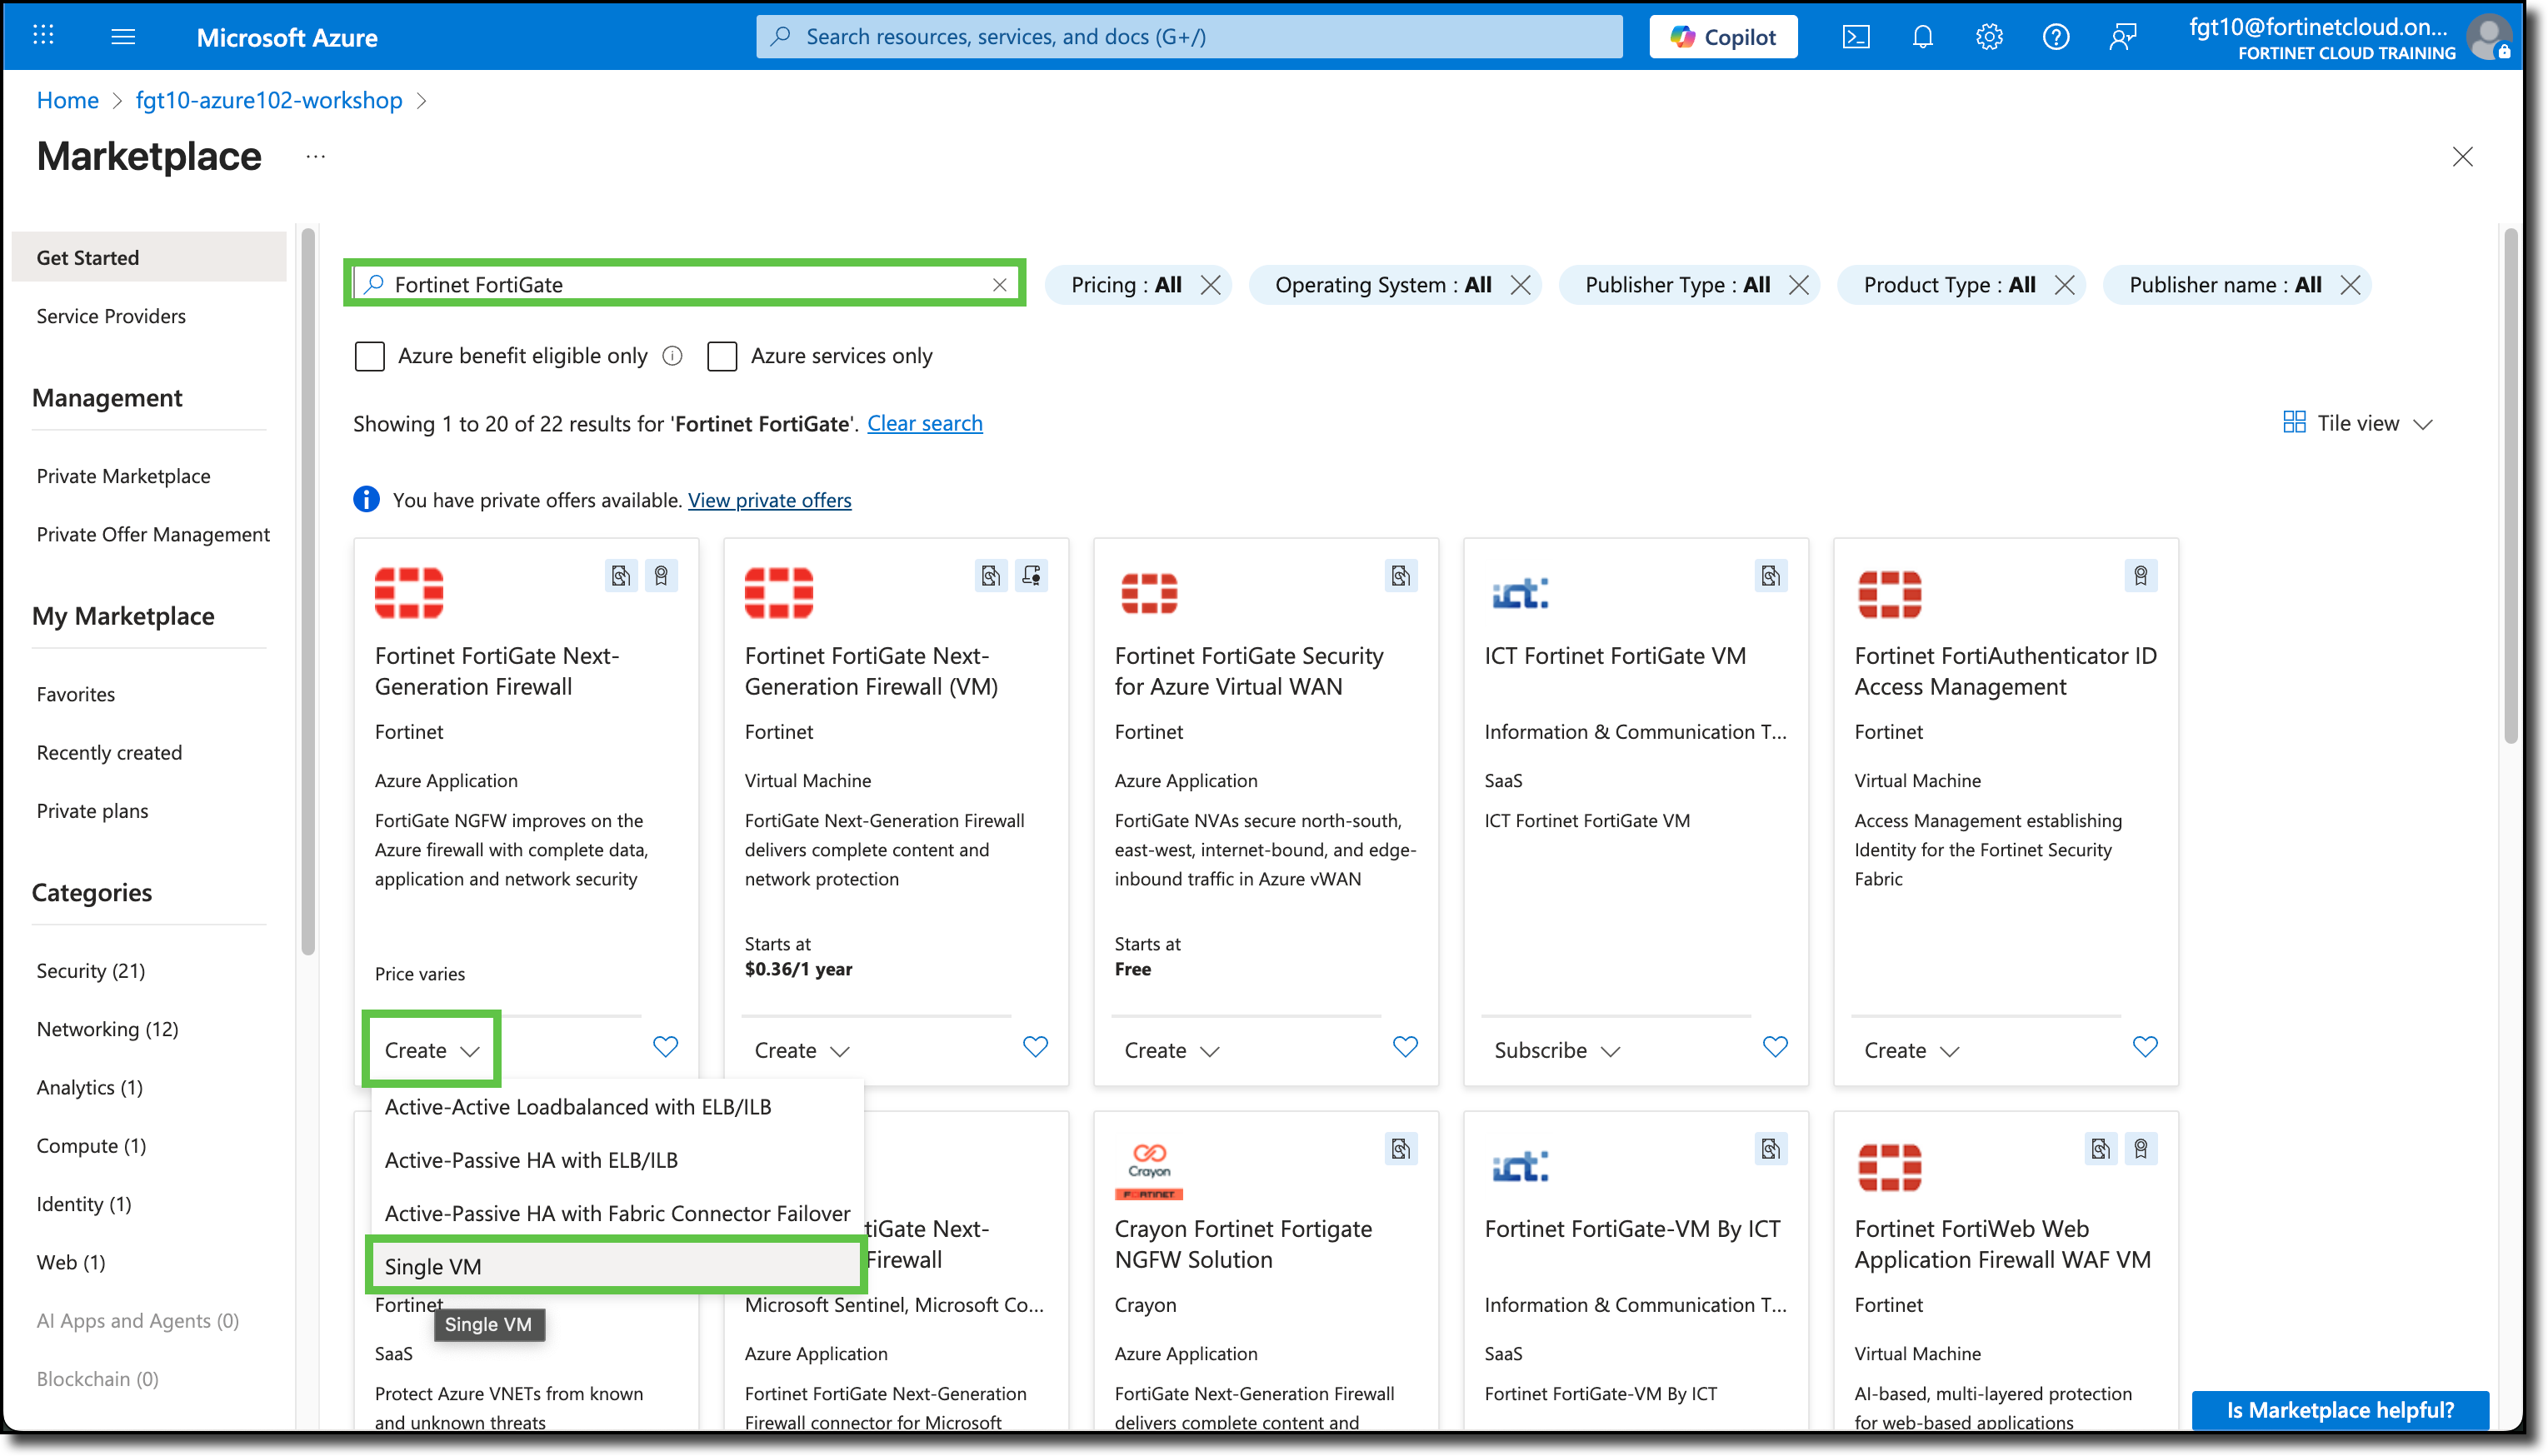 Microsoft Azure
Search resources, services, and docs (G+/)
Copilot
fgt10@fortinetcloud.on...
FORTINET CLOUD TRAINING
Home > fgt10-azure102-workshop >
Marketplace ...
Get Started
Service Providers
Management
Private Marketplace
Private Offer Management
My Marketplace
Favorites
Recently created
Private plans
Categories
Security (21)
Networking (12)
Analytics (1)
Compute (1)
Identity (1)
Web (1)
AI Apps and Agents (0)
Blockchain (0)
Fortinet FortiGate
Pricing : All
Operating System : All
Publisher Type : All
Product Type : All
Publisher name : All
Azure benefit eligible only
Azure services only
Showing 1 to 20 of 22 results for 'Fortinet FortiGate'. Clear search
Tile view
You have private offers available. View private offers
Fortinet FortiGate Next-
Generation Firewall
Fortinet
Azure Application
FortiGate NGFW improves on the
Azure firewall with complete data,
application and network security
Price varies
Create
Fortinet FortiGate Next-
Generation Firewall (VM)
Fortinet
Virtual Machine
FortiGate Next-Generation Firewall
delivers complete content and
network protection
Starts at
$0.36/1 year
Create
Fortinet FortiGate Security
for Azure Virtual WAN
Fortinet
Azure Application
FortiGate NVAs secure north-south,
east-west, internet-bound, and edge-
inbound traffic in Azure vWAN
Starts at
Free
Create
ict
ICT Fortinet FortiGate VM
Information & Communication T...
SaaS
ICT Fortinet FortiGate VM
Subscribe
Fortinet FortiAuthenticator ID
Access Management
Fortinet
Virtual Machine
Access Management establishing
Identity for the Fortinet Security
Fabric
Create
Active-Active Loadbalanced with ELB/ILB
Active-Passive HA with ELB/ILB
Active-Passive HA with Fabric Connector Failover
Single VM
Single VM
Fortinet
SaaS
Protect Azure VNETs from known
and unknown threats
tiGate Next-
Firewall
Microsoft Sentinel, Microsoft Co...
Azure Application
Fortinet FortiGate Next-Generation
Firewall connector for Microsoft
Crayon
FORTINET
Crayon Fortinet Fortigate
NGFW Solution
Crayon
Azure Application
FortiGate Next-Generation Firewall
delivers complete content and
ict
Fortinet FortiGate-VM By ICT
Information & Communication T...
SaaS
Fortinet FortiGate-VM By ICT
Fortinet FortiWeb Web
Application Firewall WAF VM
Fortinet
Virtual Machine
AI-based, multi-layered protection
for web-based applications
Is Marketplace helpful?